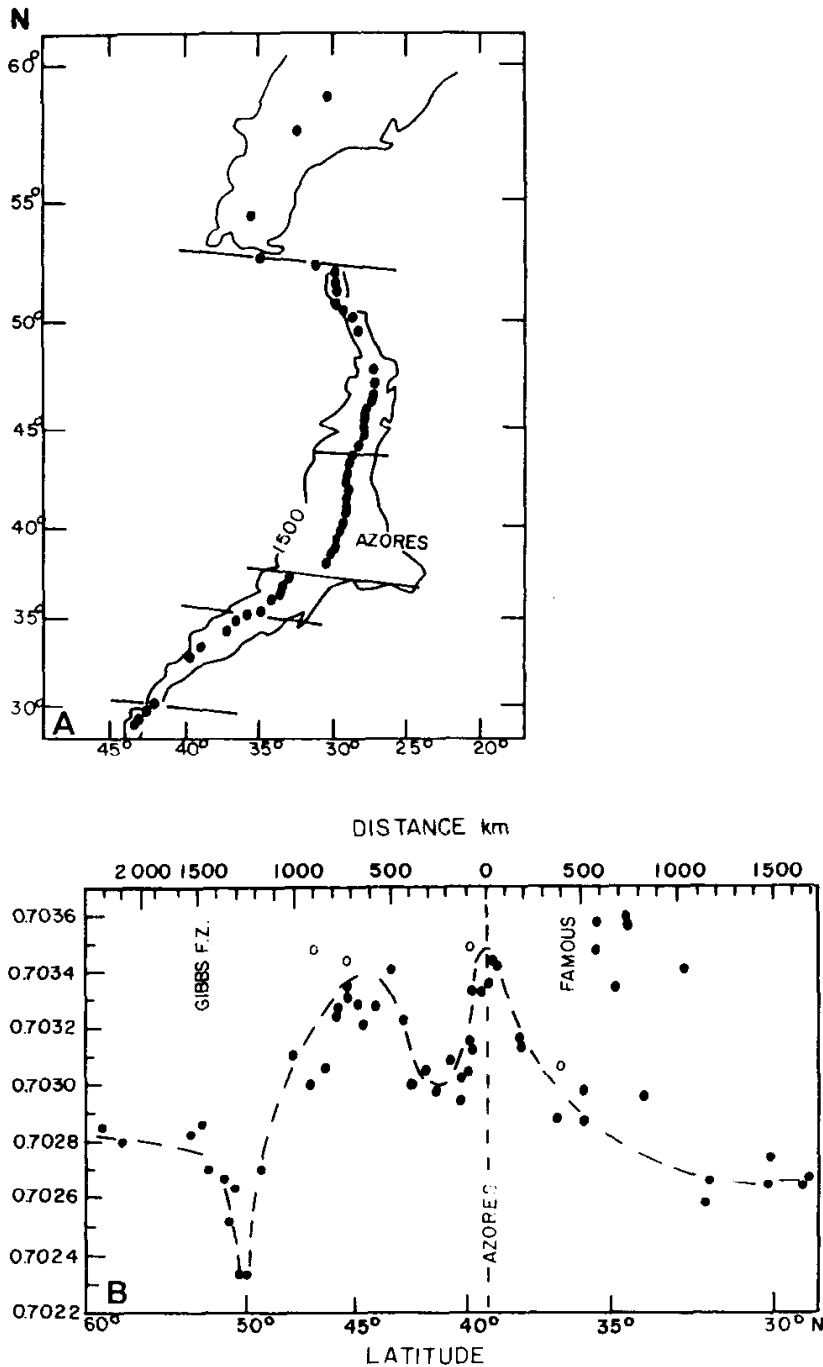 N
60°
55°
50°
45°
40°
35°
30°
1500
AZORES
A
45° 40° 35° 30° 25° 20°
DISTANCE km
2000 1500 1000 500 0 500 1000 1500
0.7036
0.7034
0.7032
0.7030
0.7028
0.7026
0.7024
0.7022
GIBBS F.Z.
FAMOUS
AZORES
B
60° 50° 45° 40° 35° 30° N
LATITUDE